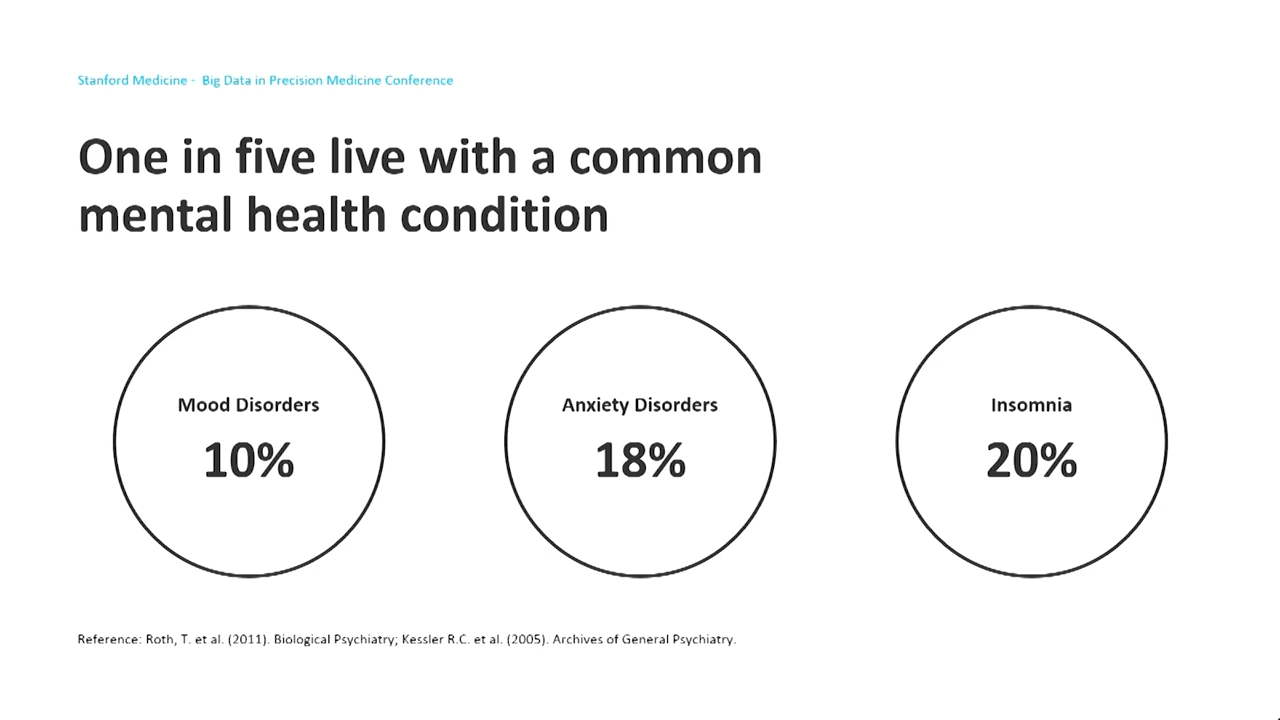 Stanford Medicine - Big Data in Precision Medicine Conference
One in five live with a common
mental health condition
Mood Disorders
10%
Anxiety Disorders
18%
Insomnia
20%
Reference: Roth, T. et al. (2011). Biological Psychiatry; Kessler R.C. et al. (2005). Archives of General Psychiatry.